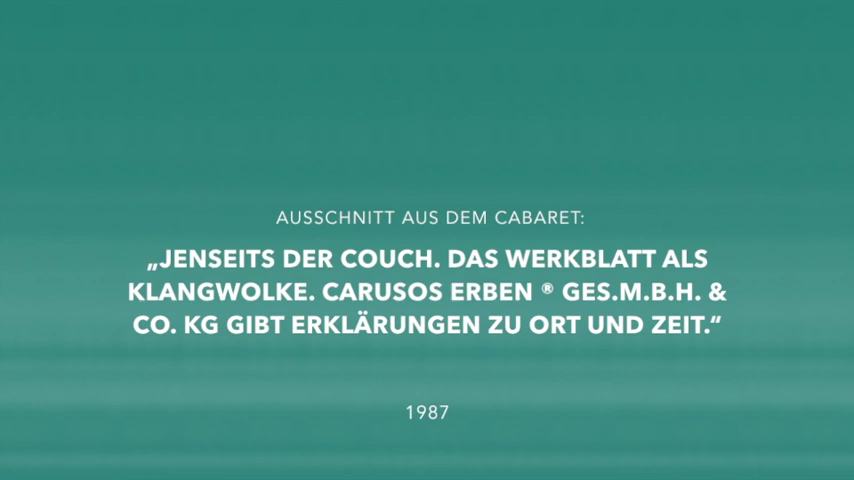 AUSSCHNITT AUS DEM CABARET:
„JENSEITS DER COUCH. DAS WERKBLATT ALS
KLANGWOLKE. CARUSOS ERBEN ® GES.M.B.H. &
CO. KG GIBT ERKLÄRUNGEN ZU ORT UND ZEIT.“
1987